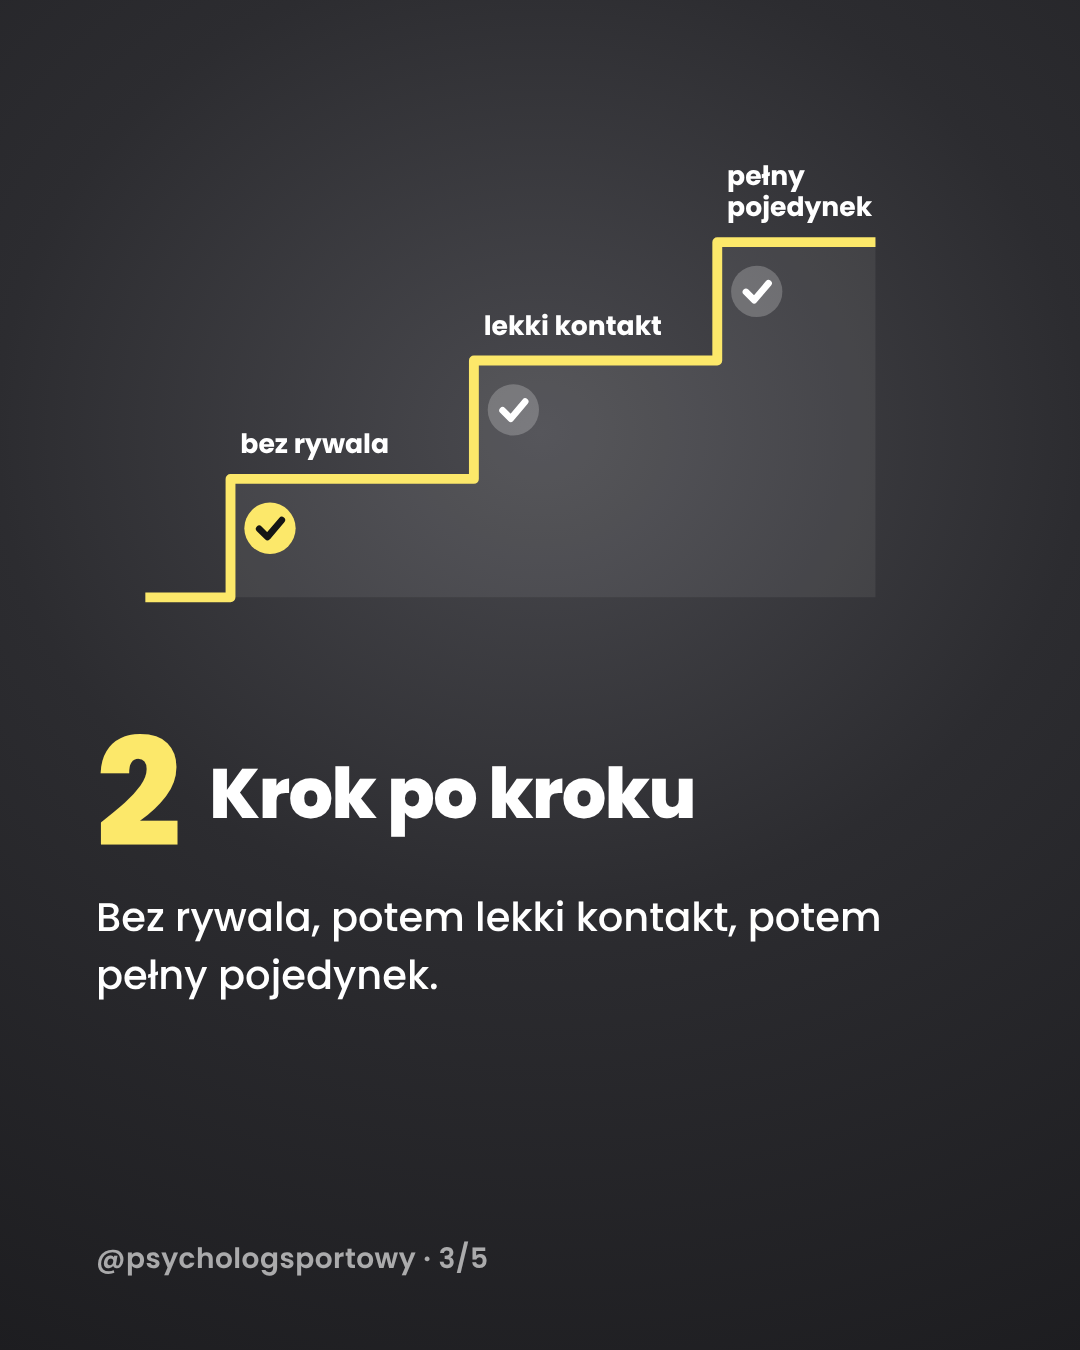 pełny
pojedynek
lekki kontakt
bez rywala
2 Krok po kroku
Bez rywala, potem lekki kontakt, potem
pełny pojedynek.
@psychologsportowy · 3/5